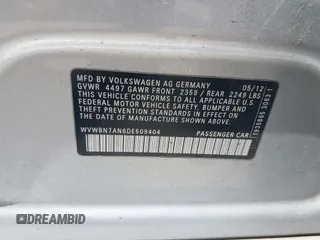 MFD BY VOLKSWAGEN AG GERMANY 05/12
GVWR 4497 GAWR FRONT 2359 / REAR 2249 LBS
THIS VEHICLE CONFORMS TO ALL APPLICABLE
FEDERAL MOTOR VEHICLE SAFETY, BUMPER, AND
THEFT PREVENTION STANDARDS IN EFFECT ON
THE DATE OF MANUFACTURE SHOWN ABOVE.
WVWBN7AN6DE509404 PASSENGER CAR
DREAMBID